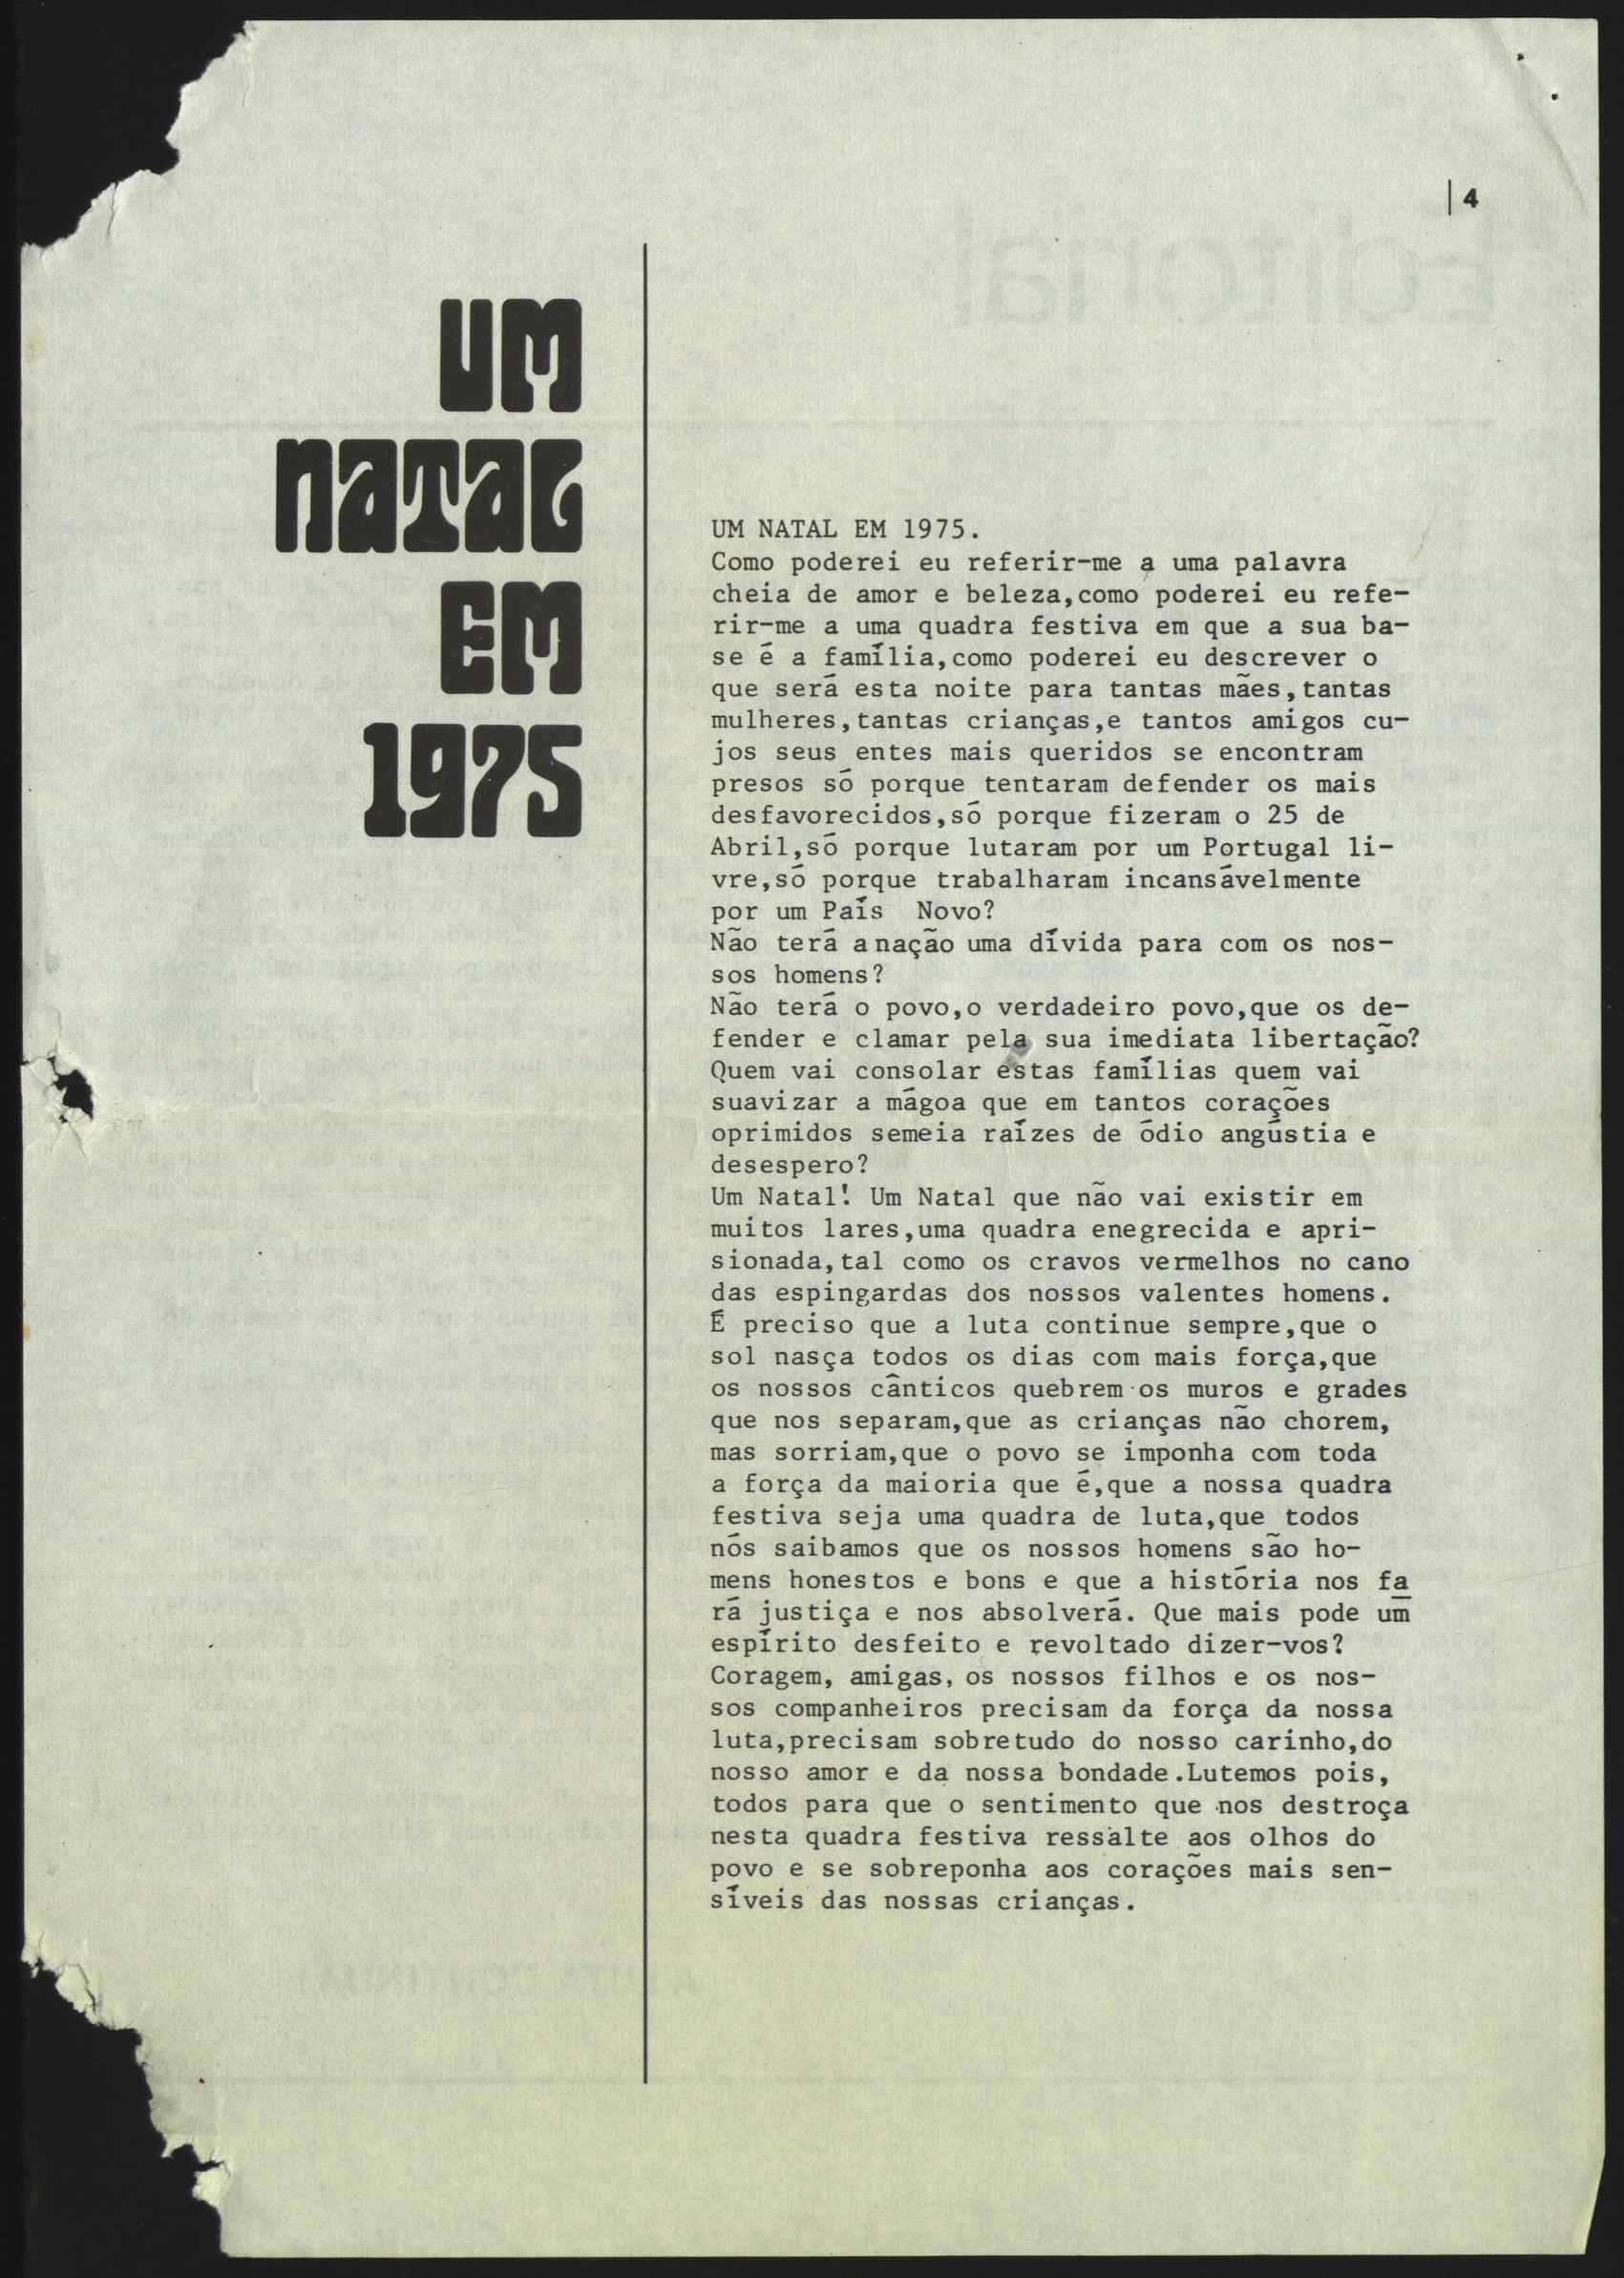 4
UM
NATAL
EM
1975
UM NATAL EM 1975.
Como poderei eu referir-me a uma palavra
cheia de amor e beleza,como poderei eu refe-
rir-me a uma quadra festiva em que a sua ba-
se é a família,como poderei eu descrever o
que será esta noite para tantas mães,tantas
mulheres,tantas crianças,e tantos amigos cu-
jos seus entes mais queridos se encontram
presos só porque tentaram defender os mais
desfavorecidos,só porque fizeram o 25 de
Abril,só porque lutaram por um Portugal li-
vre,só porque trabalharam incansávelmente
por um País  Novo?
Não terá a nação uma dívida para com os nos-
sos homens?
Não terá o povo,o verdadeiro povo,que os de-
fender e clamar pela sua imediata libertação?
Quem vai consolar estas famílias quem vai
suavizar a mágoa que em tantos corações
oprimidos semeia raízes de ódio angústia e
desespero?
Um Natal! Um Natal que não vai existir em
muitos lares,uma quadra enegrecida e apri-
sionada,tal como os cravos vermelhos no cano
das espingardas dos nossos valentes homens.
É preciso que a luta continue sempre,que o
sol nasça todos os dias com mais força,que
os nossos cânticos quebrem os muros e grades
que nos separam,que as crianças não chorem,
mas sorriam,que o povo se imponha com toda
a força da maioria que é,que a nossa quadra
festiva seja uma quadra de luta,que todos
nós saibamos que os nossos homens são ho-
mens honestos e bons e que a história nos fa
rá justiça e nos absolverá. Que mais pode um
espírito desfeito e revoltado dizer-vos?
Coragem, amigas, os nossos filhos e os nos-
sos companheiros precisam da força da nossa
luta,precisam sobretudo do nosso carinho,do
nosso amor e da nossa bondade.Lutemos pois,
todos para que o sentimento que nos destroça
nesta quadra festiva ressalte aos olhos do
povo e se sobreponha aos corações mais sen-
síveis das nossas crianças.